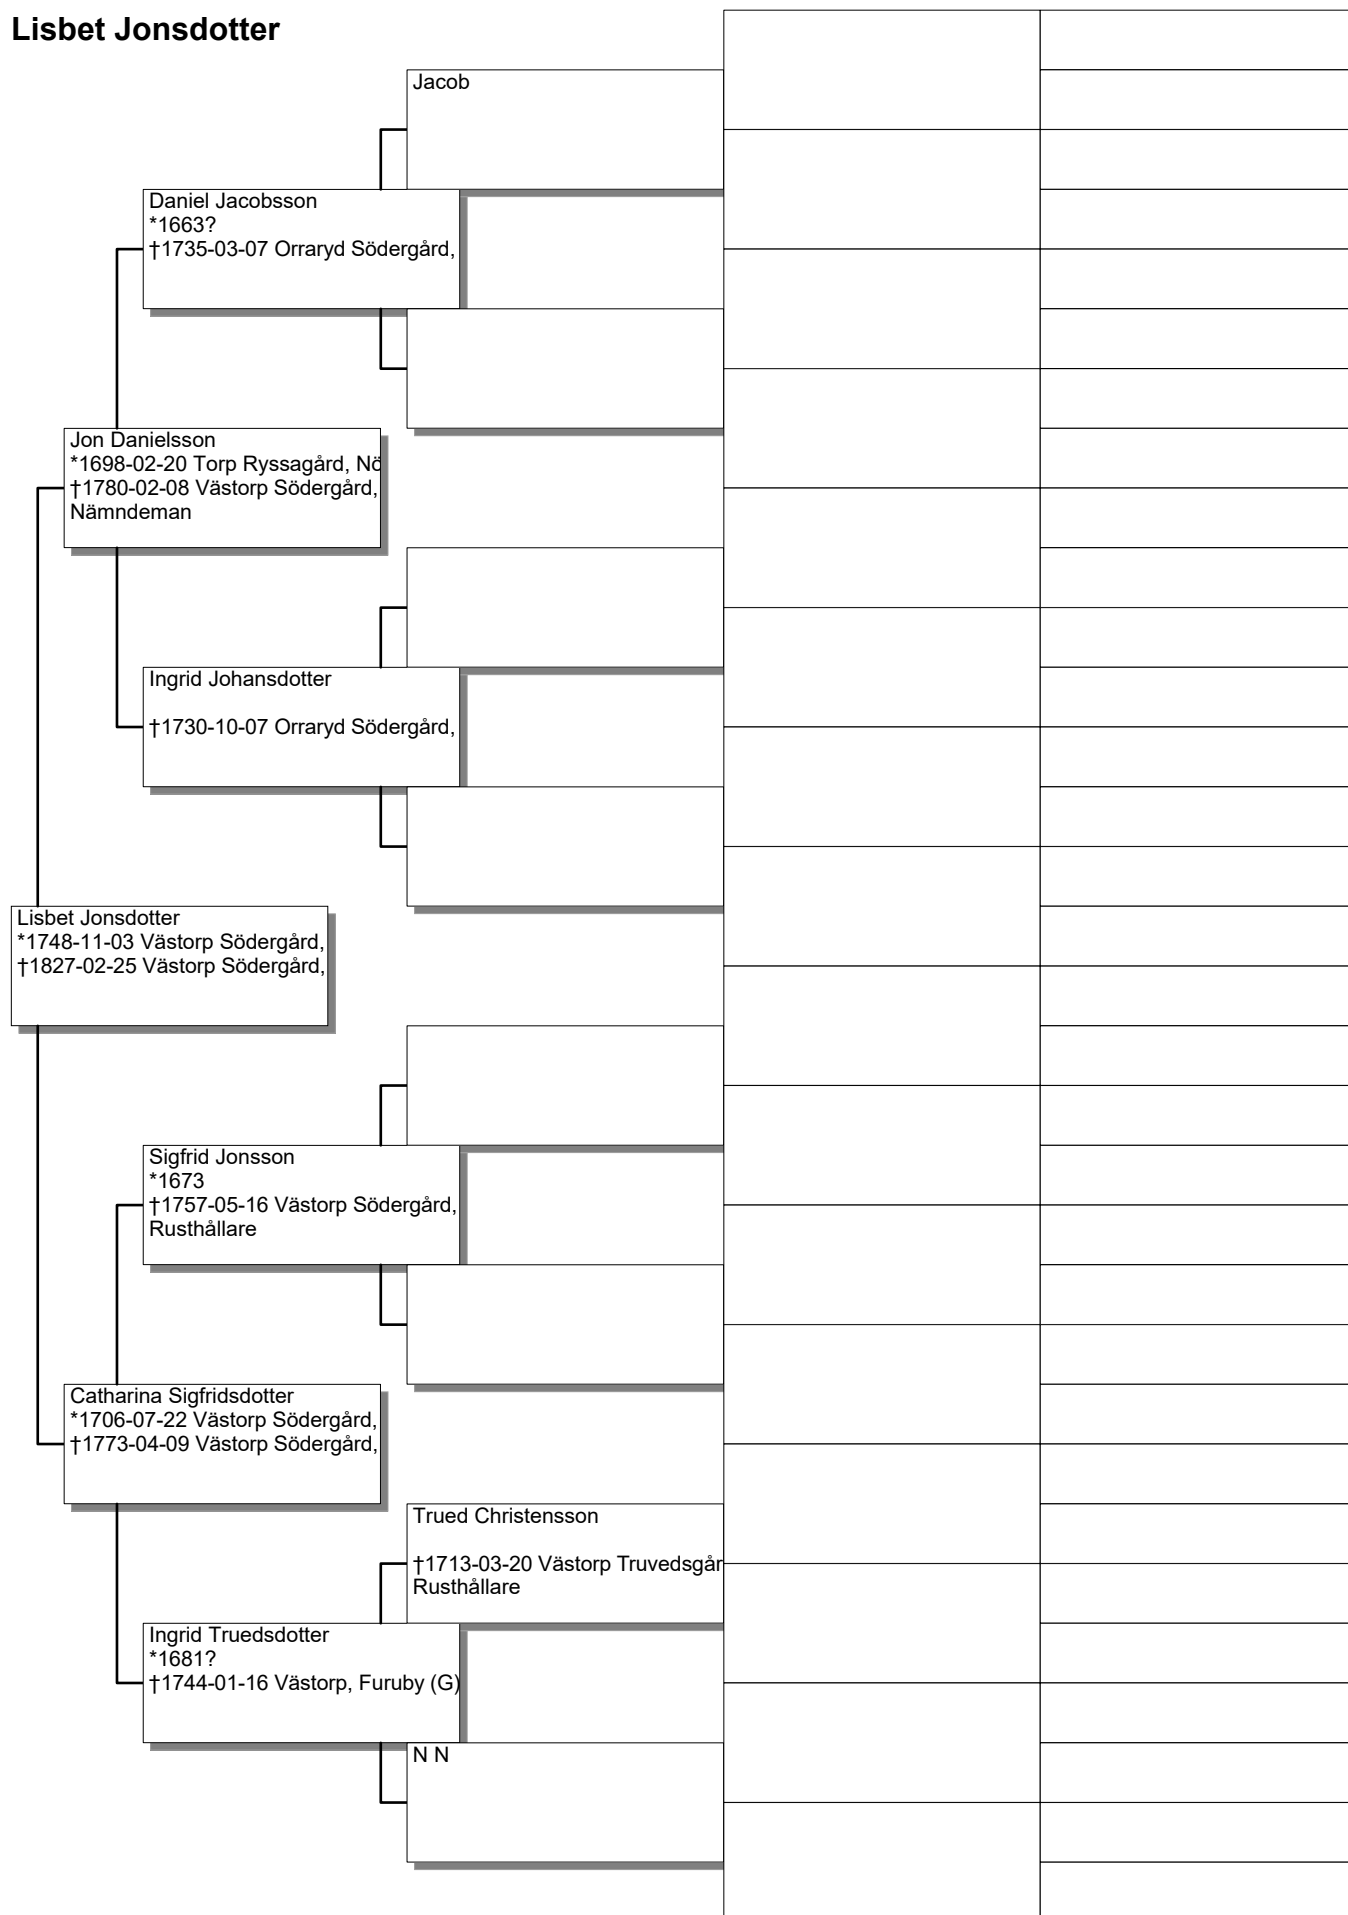 Lisbet Jonsdotter
Jacob
Daniel Jacobsson
*1663?
†1735-03-07 Orraryd Södergård,
Jon Danielsson
*1698-02-20 Torp Ryssagård, Nö
†1780-02-08 Västorp Södergård,
Nämndeman
Ingrid Johansdotter
†1730-10-07 Orraryd Södergård,
Lisbet Jonsdotter
*1748-11-03 Västorp Södergård,
†1827-02-25 Västorp Södergård,
Sigfrid Jonsson
*1673
†1757-05-16 Västorp Södergård,
Rusthållare
Catharina Sigfridsdotter
*1706-07-22 Västorp Södergård,
†1773-04-09 Västorp Södergård,
Trued Christensson
†1713-03-20 Västorp Truvedsgår
Rusthållare
Ingrid Truedsdotter
*1681?
†1744-01-16 Västorp, Furuby (G)
N N